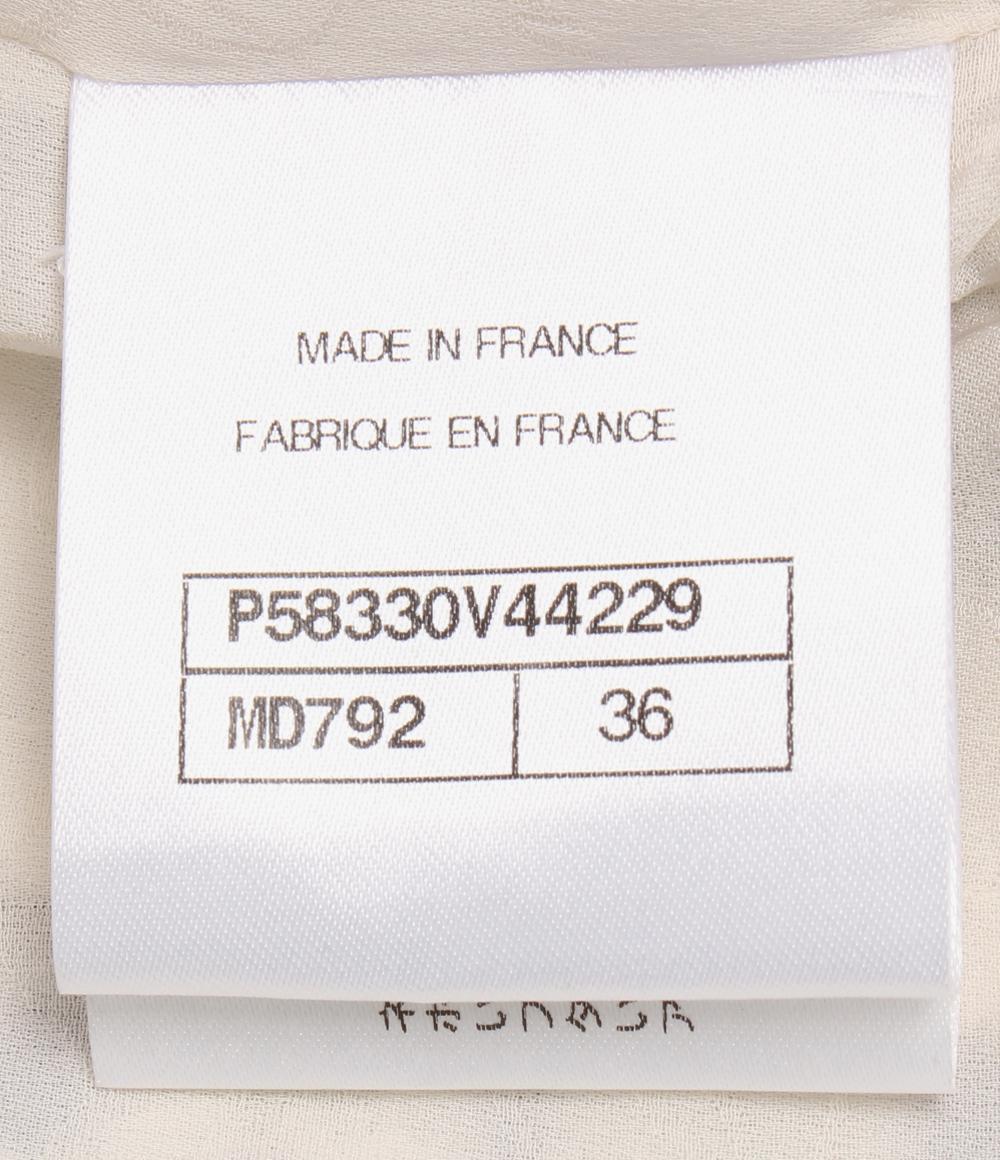 MADE IN FRANCE
FABRIQUE EN FRANCE
P58330V44229
MD792 36